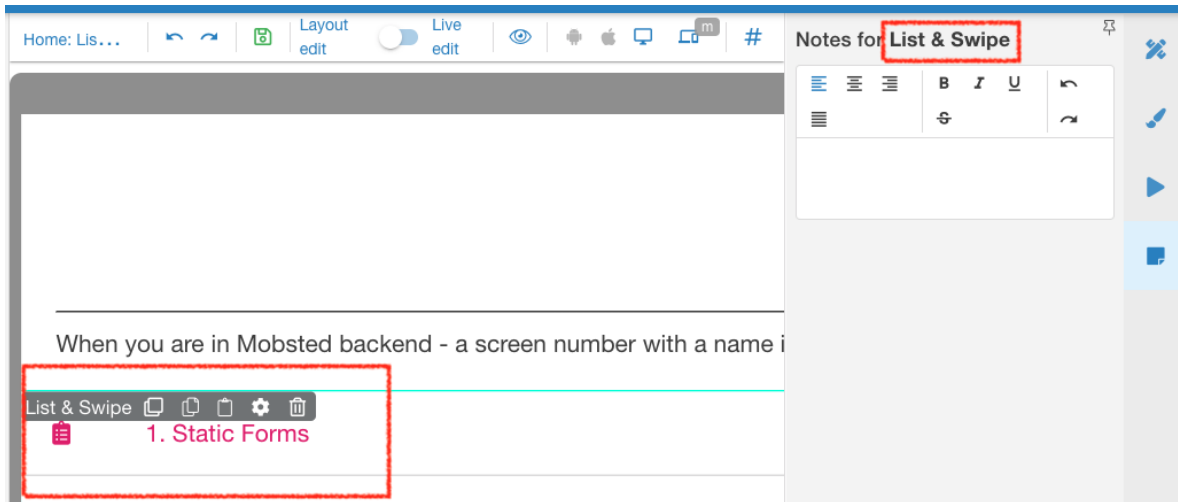 Home: Lis...
Layout edit
Live edit
m
#
Notes for List & Swipe
B I U
S
When you are in Mobsted backend - a screen number with a name i
List & Swipe
1. Static Forms